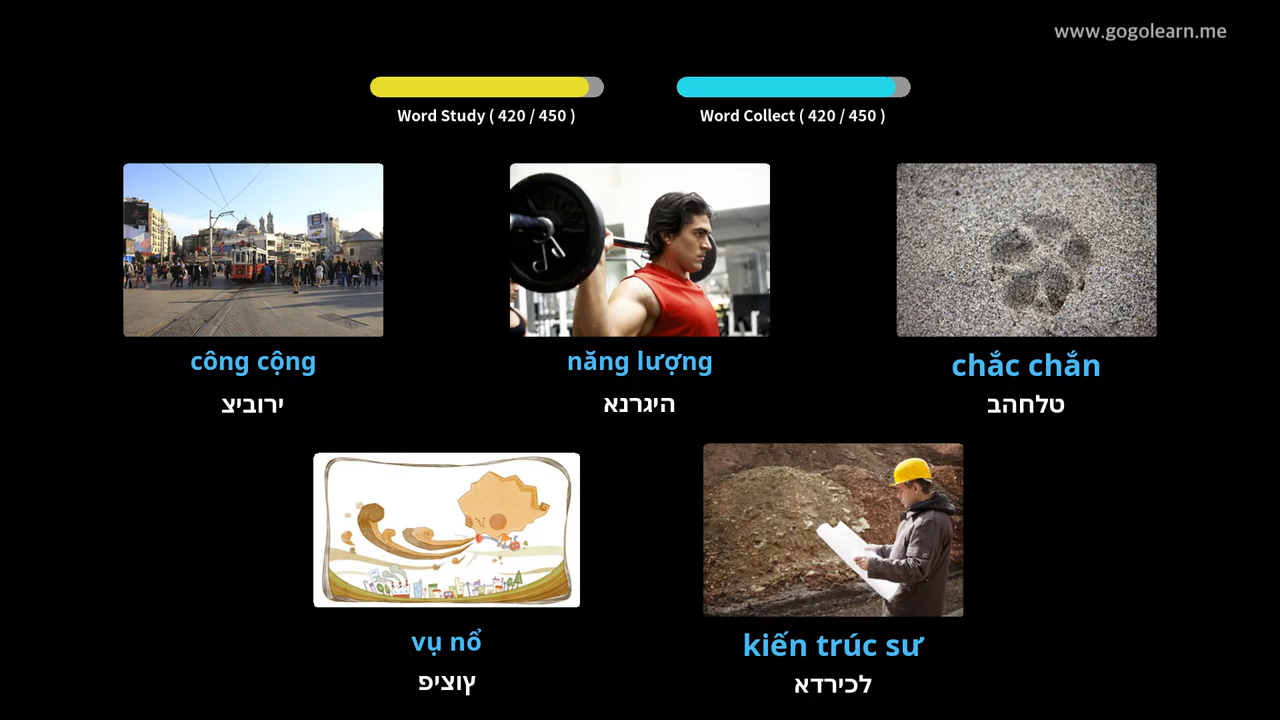 www.gogolearn.me
Word Study ( 420 / 450 )
Word Collect ( 420 / 450 )
công cộng
ירוביצ
năng lượng
היגרנא
chắc chắn
טלחהב
vụ nổ
ץוציפ
kiến trúc sư
לכירדא